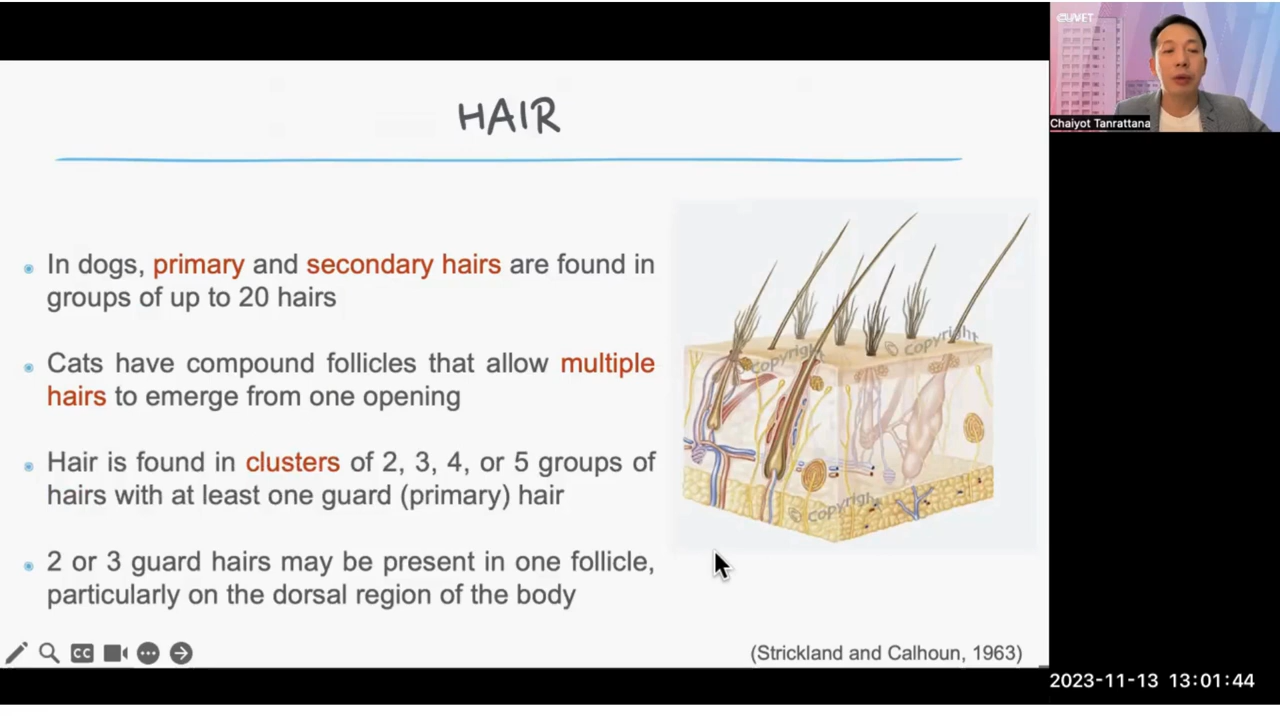 HAIR
In dogs, primary and secondary hairs are found in
groups of up to 20 hairs
Cats have compound follicles that allow multiple
hairs to emerge from one opening
Hair is found in clusters of 2, 3, 4, or 5 groups of
hairs with at least one guard (primary) hair
2 or 3 guard hairs may be present in one follicle,
particularly on the dorsal region of the body
© Copyright
© Copyright
© Copyright
CC
(Strickland and Calhoun, 1963)
CUVET
Chaiyot Tanrattana
2023-11-13 13:01:44